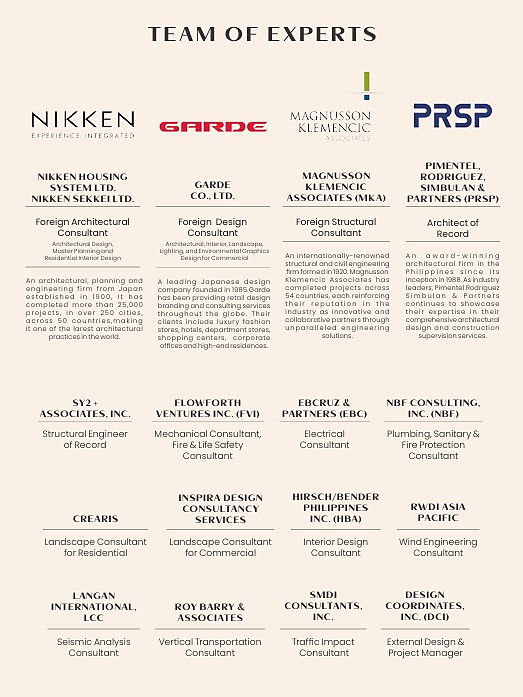 TEAM OF EXPERTS
NIKKEN
EXPERIENCE, INTEGRATED
GARDE
MAGNUSSON
KLEMENCIC
ASSOCIATES
PRSP
NIKKEN HOUSING
SYSTEM LTD.
NIKKEN SEKKEI LTD.
Foreign Architectural
Consultant
Architectural Design,
Master Planning and
Residential Interior Design
An architectural, planning and
engineering firm from Japan
established in 1900, it has
completed more than 25,000
projects, in over 250 cities,
across 50 countries,making
it one of the larest architectural
practices in the world.
GARDE
CO., LTD.
Foreign Design
Consultant
Architectural, Interior, Landscape,
Lighting, and Environmental Graphics
Design for Commercial
A leading Japanese design
company founded in 1985.Garde
has been providing retail design
branding and consulting services
throughout the globe. Their
clients include luxury fashion
stores, hotels, department stores,
shopping centers, corporate
offices and high-end residences.
MAGNUSSON
KLEMENCIC
ASSOCIATES (MKA)
Foreign Structural
Consultant
An internationally-renowned
structural and civil engineering
firm formed in 1920. Magnusson
Klemencic Associates has
completed projects across
54 countries, each reinforcing
their reputation in the
industry as innovative and
collaborative partners through
unparalleled engineering
solutions.
PIMENTEL,
RODRIGUEZ,
SIMBULAN &
PARTNERS (PRSP)
Architect of
Record
An award-winning
architectural firm in the
Philippines since its
inception in 1988. As industry
leaders, Pimentel Rodriguez
Simbulan & Partners
continues to showcase
their expertise in their
comprehensive architectural
design and construction
supervision services.
SY2 +
ASSOCIATES, INC.
Structural Engineer
of Record
FLOWFORTH
VENTURES INC. (FVI)
Mechanical Consultant,
Fire & Life Safety
Consultant
EBCRUZ &
PARTNERS (EBC)
Electrical
Consultant
NBF CONSULTING,
INC. (NBF)
Plumbing, Sanitary &
Fire Protection
Consultant
CREARIS
Landscape Consultant
for Residential
INSPIRA DESIGN
CONSULTANCY
SERVICES
Landscape Consultant
for Commercial
HIRSCH/BENDER
PHILIPPINES
INC. (HBA)
Interior Design
Consultant
RWDI ASIA
PACIFIC
Wind Engineering
Consultant
LANGAN
INTERNATIONAL,
LCC
Seismic Analysis
Consultant
ROY BARRY &
ASSOCIATES
Vertical Transportation
Consultant
SMDI
CONSULTANTS,
INC.
Traffic Impact
Consultant
DESIGN
COORDINATES,
INC. (DCI)
External Design &
Project Manager